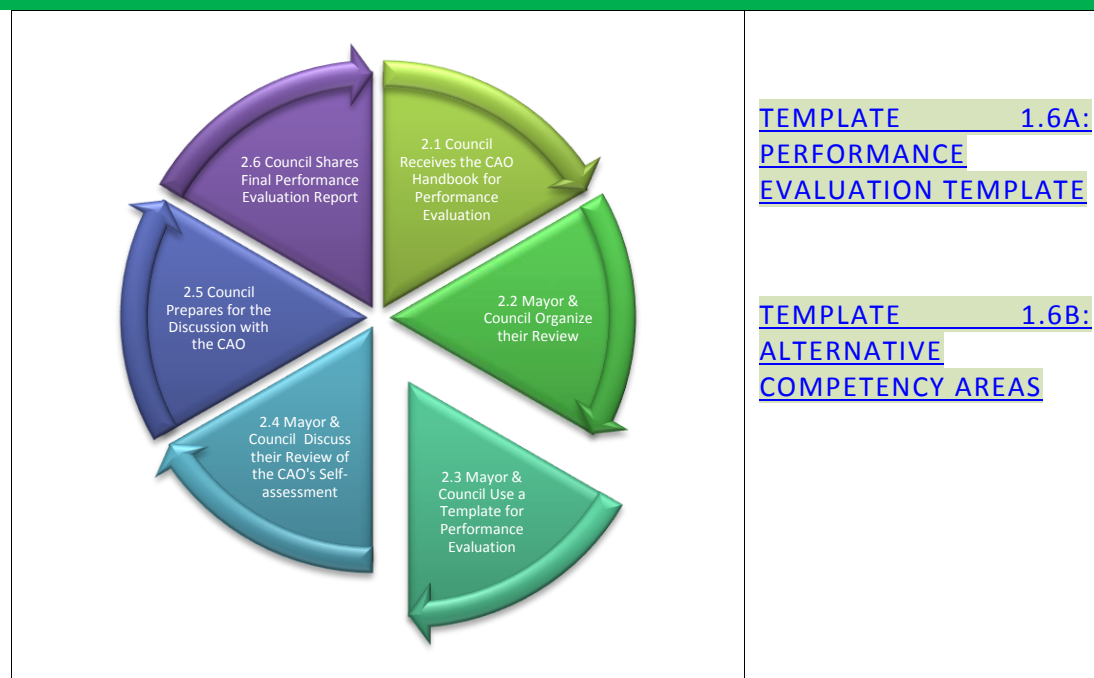 2.1 Council
Receives the CAO
Handbook for
Performance
Evaluation
2.2 Mayor &
Council Organize
their Review
2.3 Mayor &
Council Use a
Template for
Performance
Evaluation
2.4 Mayor &
Council Discuss
their Review of
the CAO's Self-
assessment
2.5 Council
Prepares for the
Discussion with
the CAO
2.6 Council Shares
Final Performance
Evaluation Report
TEMPLATE 1.6A:
PERFORMANCE
EVALUATION TEMPLATE
TEMPLATE 1.6B:
ALTERNATIVE
COMPETENCY AREAS